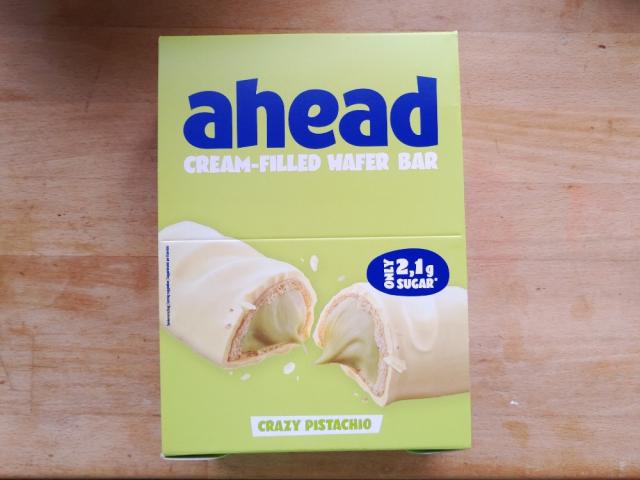 ahead
CREAM-FILLED WAFER BAR
ONLY
2,1g
SUGAR*
CRAZY PISTACHIO